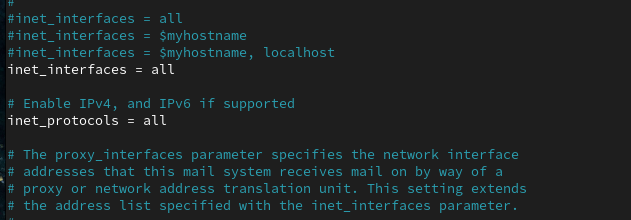 #
#inet_interfaces = all
#inet_interfaces = $myhostname
#inet_interfaces = $myhostname, localhost
inet_interfaces = all
# Enable IPv4, and IPv6 if supported
inet_protocols = all
# The proxy_interfaces parameter specifies the network interface
# addresses that this mail system receives mail on by way of a
# proxy or network address translation unit. This setting extends
# the address list specified with the inet_interfaces parameter.
#